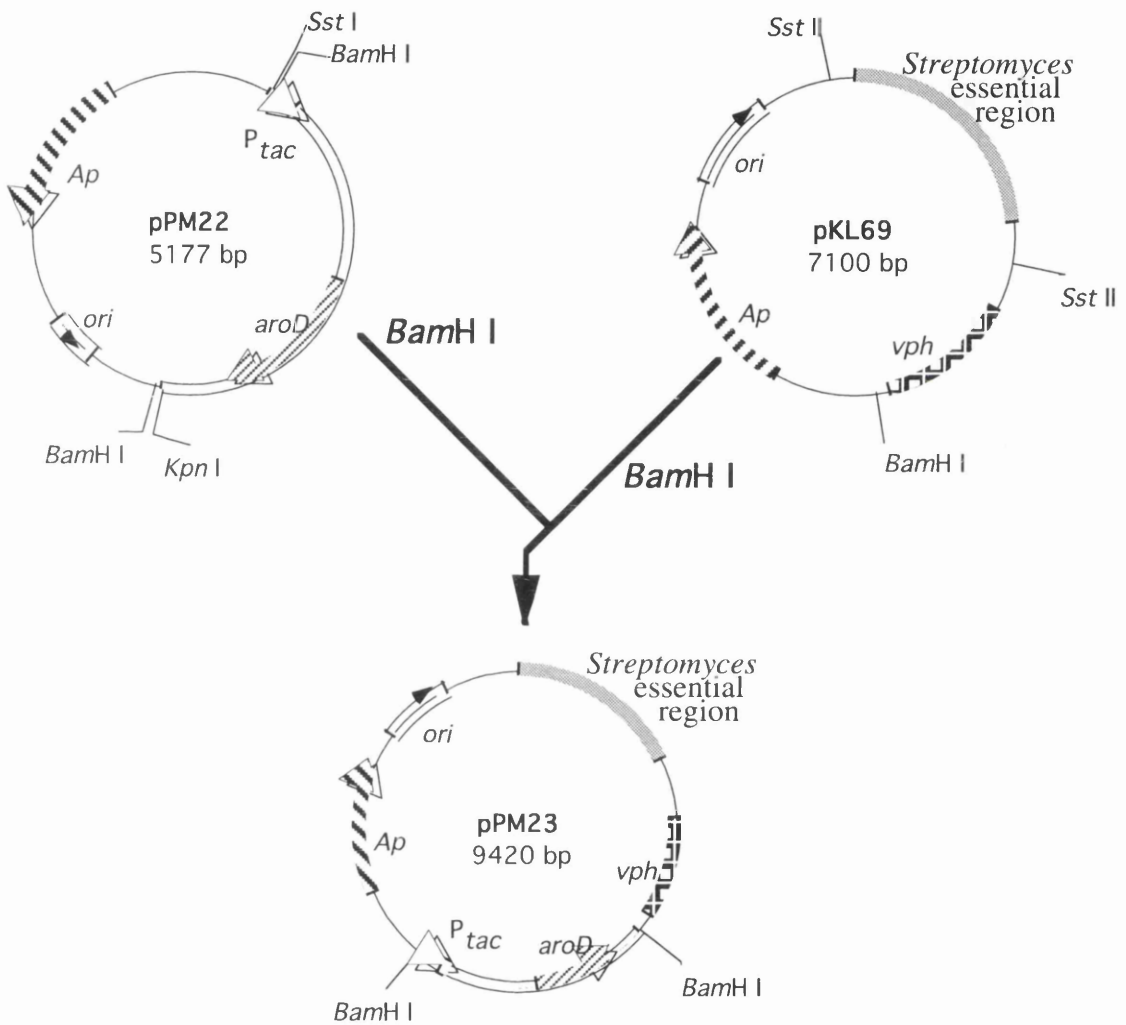 Sst I
BamH I
Ptac
Ap
pPM22
5177 bp
ori
aroD
BamH I
Kpn I
Sst II
Streptomyces
essential
region
ori
pKL69
7100 bp
Sst II
Ap
vph
BamH I
BamH I
BamH I
Streptomyces
essential
region
ori
pPM23
9420 bp
Ap
vph
Ptac
aroD
BamH I
BamH I